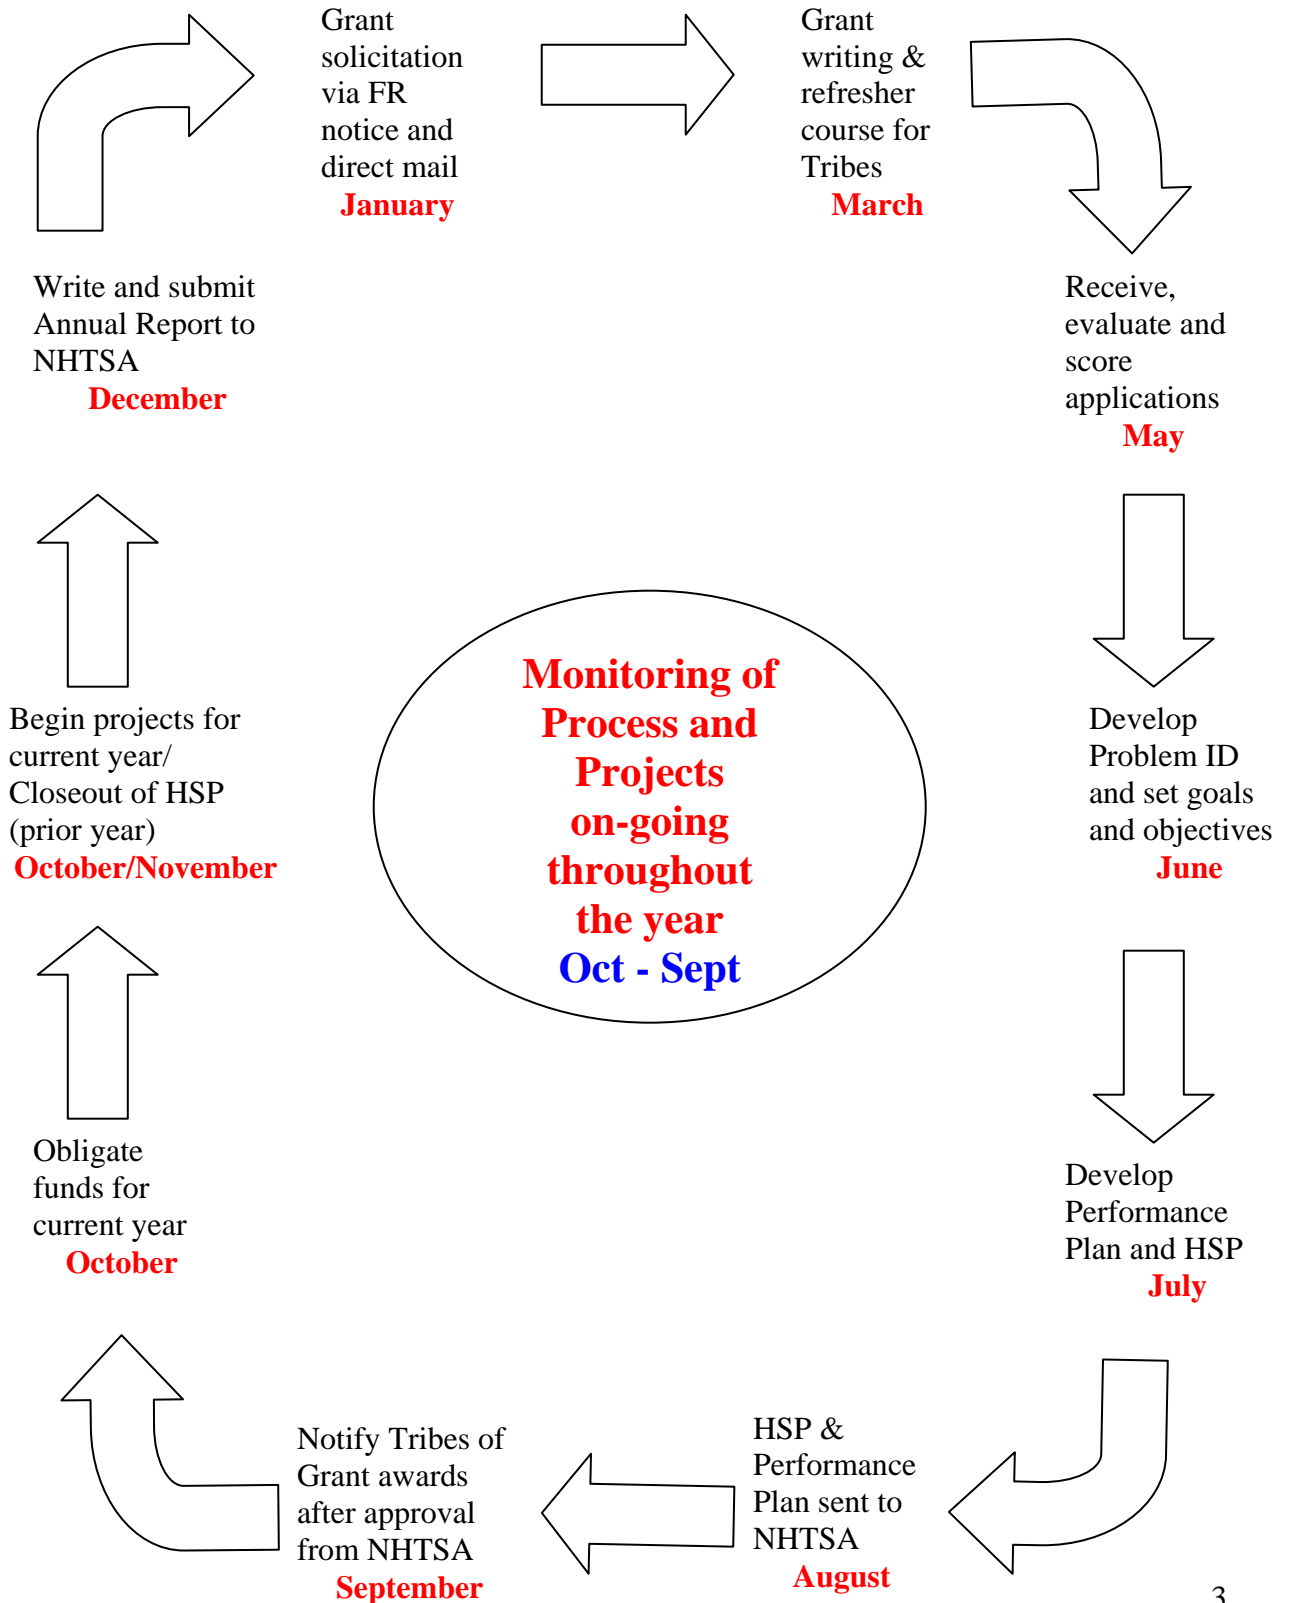 Grant
solicitation
via FR
notice and
direct mail
January
Grant
writing &
refresher
course for
Tribes
March
Receive,
evaluate and
score
applications
May
Develop
Problem ID
and set goals
and objectives
June
Develop
Performance
Plan and HSP
July
HSP &
Performance
Plan sent to
NHTSA
August
Notify Tribes of
Grant awards
after approval
from NHTSA
September
Obligate
funds for
current year
October
Begin projects for
current year/
Closeout of HSP
(prior year)
October/November
Write and submit
Annual Report to
NHTSA
December
Monitoring of
Process and
Projects
on-going
throughout
the year
Oct - Sept
3